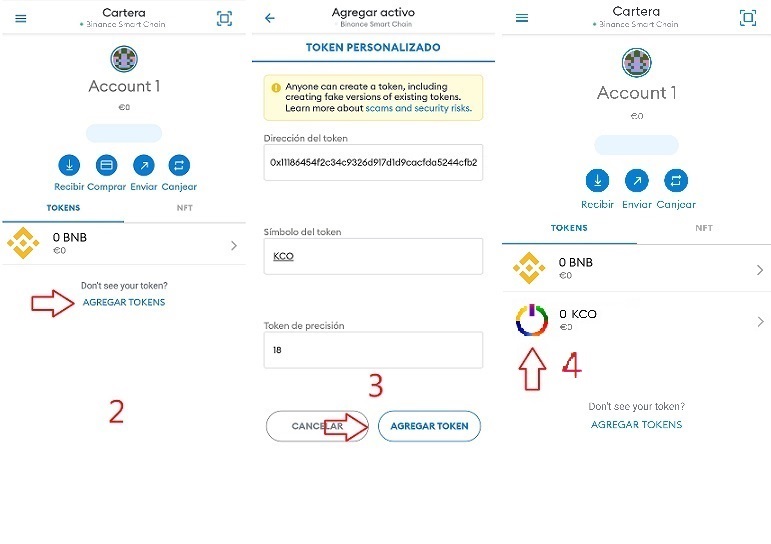 Cartera
Binance Smart Chain
Account 1
€0
Recibir Comprar Enviar Canjear
TOKENS NFT
0 BNB
€0
Don't see your token?
AGREGAR TOKENS
2
Agregar activo
Binance Smart Chain
TOKEN PERSONALIZADO
Anyone can create a token, including
creating fake versions of existing tokens.
Learn more about scams and security risks.
Dirección del token
0x11186454f2c34c9326d917d1d9cacfda5244cfb2
Símbolo del token
KCO
Token de precisión
18
3
CANCELAR AGREGAR TOKEN
Cartera
Binance Smart Chain
Account 1
€0
Recibir Enviar Canjear
TOKENS NFT
0 BNB
€0
0 KCO
€0
4
Don't see your token?
AGREGAR TOKENS